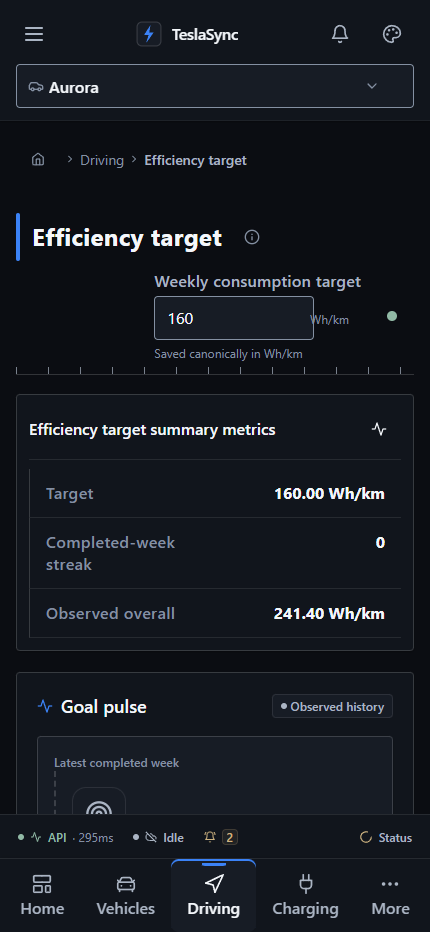 TeslaSync
Aurora
Driving
Efficiency target
Efficiency target
Weekly consumption target
160
Wh/km
Saved canonically in Wh/km
Efficiency target summary metrics
Target
160.00 Wh/km
Completed-week
streak
0
Observed overall
241.40 Wh/km
Goal pulse
Observed history
Latest completed week
API · 295ms
Idle
2
Status
Home
Vehicles
Driving
Charging
More